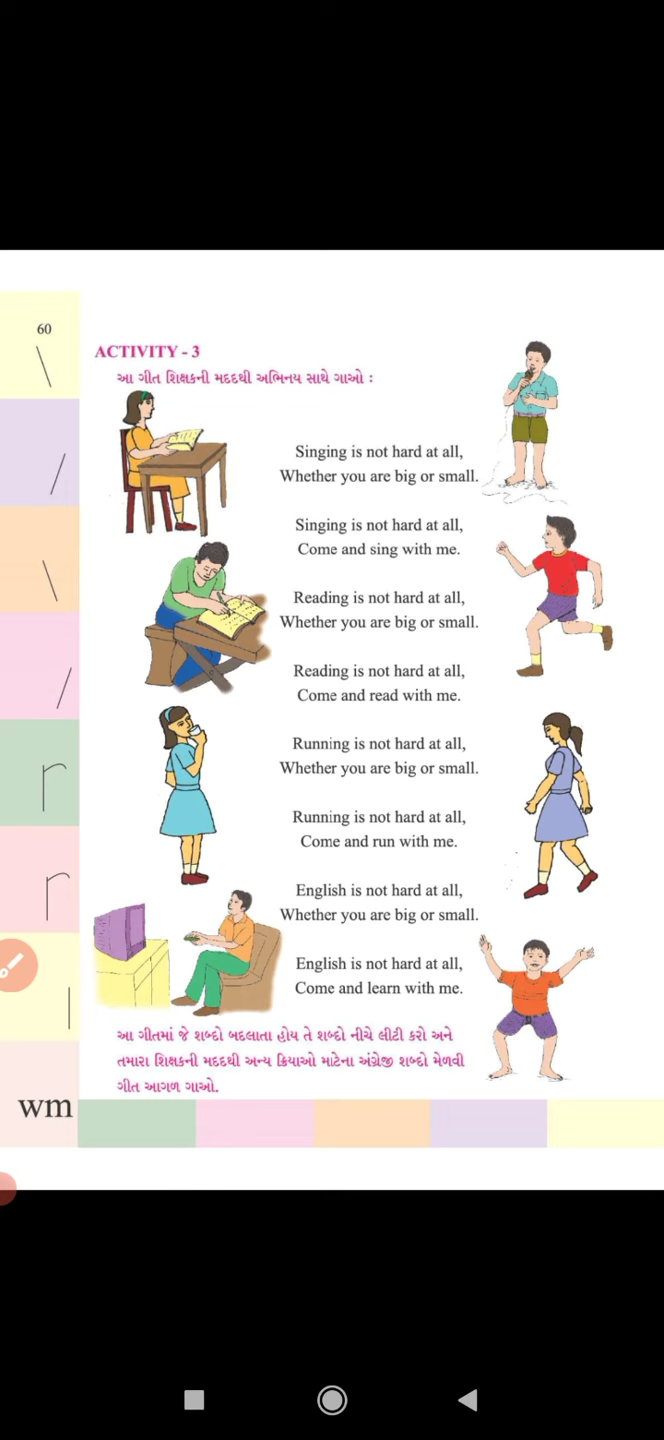 60
ACTIVITY - 3
આ ગીત શિક્ષકની મદદથી અભિનય સાથે ગાઓ :
Singing is not hard at all,
Whether you are big or small.
Singing is not hard at all,
Come and sing with me.
Reading is not hard at all,
Whether you are big or small.
Reading is not hard at all,
Come and read with me.
Running is not hard at all,
Whether you are big or small.
Running is not hard at all,
Come and run with me.
English is not hard at all,
Whether you are big or small.
English is not hard at all,
Come and learn with me.
આ ગીતમાં જે શબ્દો બદલાતા હોય તે શબ્દો નીચે લીટી કરો અને
તમારા શિક્ષકની મદદથી અન્ય ક્રિયાઓ માટેના અંગ્રેજી શબ્દો મેળવી
ગીત આગળ ગાઓ.
\
/
\
/
r
r
l
wm